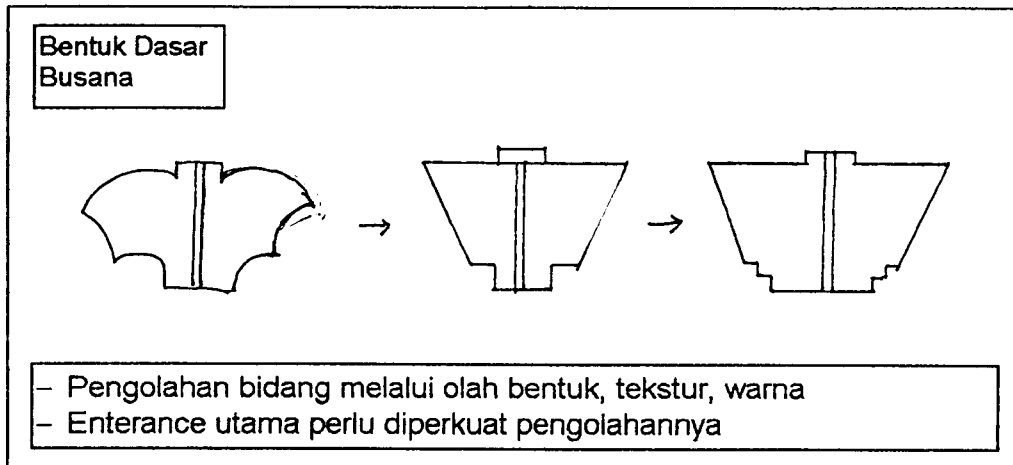 Bentuk Dasar
Busana
– Pengolahan bidang melalui olah bentuk, tekstur, warna
– Enterance utama perlu diperkuat pengolahannya